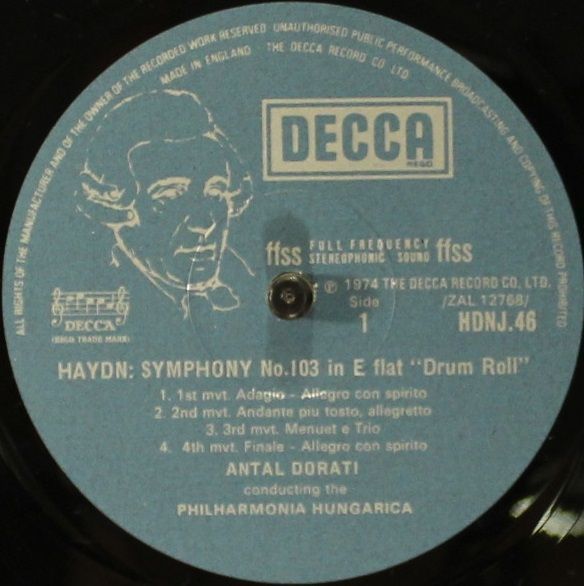 ALL RIGHTS OF THE MANUFACTURER AND OF THE OWNER OF THE RECORDED WORK RESERVED UNAUTHORISED PUBLIC PERFORMANCE BROADCASTING AND COPYING OF THIS RECORD PROHIBITED
MADE IN ENGLAND THE DECCA RECORD CO LTD
DECCA
REGD
ffss FULL FREQUENCY STEREOPHONIC SOUND ffss
℗ 1974 THE DECCA RECORD CO. LTD.
Side /ZAL 12768/
1 HDNJ.46
DECCA
(REGD TRADE MARK)
HAYDN: SYMPHONY No.103 in E flat "Drum Roll"
1. 1st mvt. Adagio - Allegro con spirito
2. 2nd mvt. Andante piu tosto, allegretto
3. 3rd mvt. Menuet e Trio
4. 4th mvt. Finale - Allegro con spirito
ANTAL DORATI
conducting the
PHILHARMONIA HUNGARICA